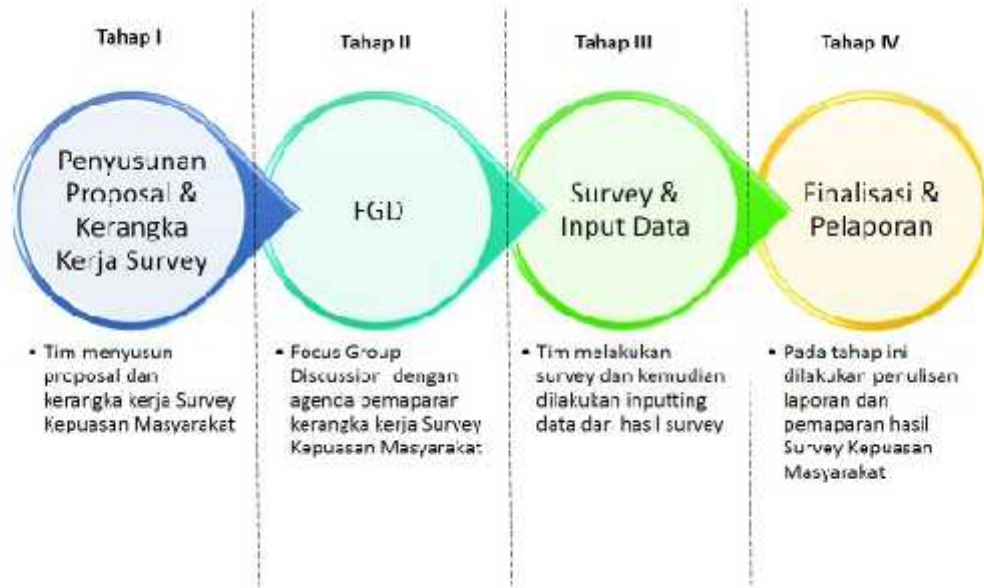 Tahap I
Penyusunan
Proposal &
Kerangka
Kerja Survey
• Tim menyusun
proposal dan
kerangka kerja Survey
Kepuasan Masyarakat
Tahap II
FGD
• Focus Group
Discussion dengan
agenda pemaparan
kerangka kerja Survey
Kepuasan Masyarakat
Tahap III
Survey &
Input Data
• Tim melakukan
survey dan kemudian
dilakukan inputting
data dari hasil survey
Tahap IV
Finalisasi &
Pelaporan
• Pada tahap ini
dilakukan penulisan
laporan dan
pemaparan hasil
Survey Kepuasan
Masyarakat